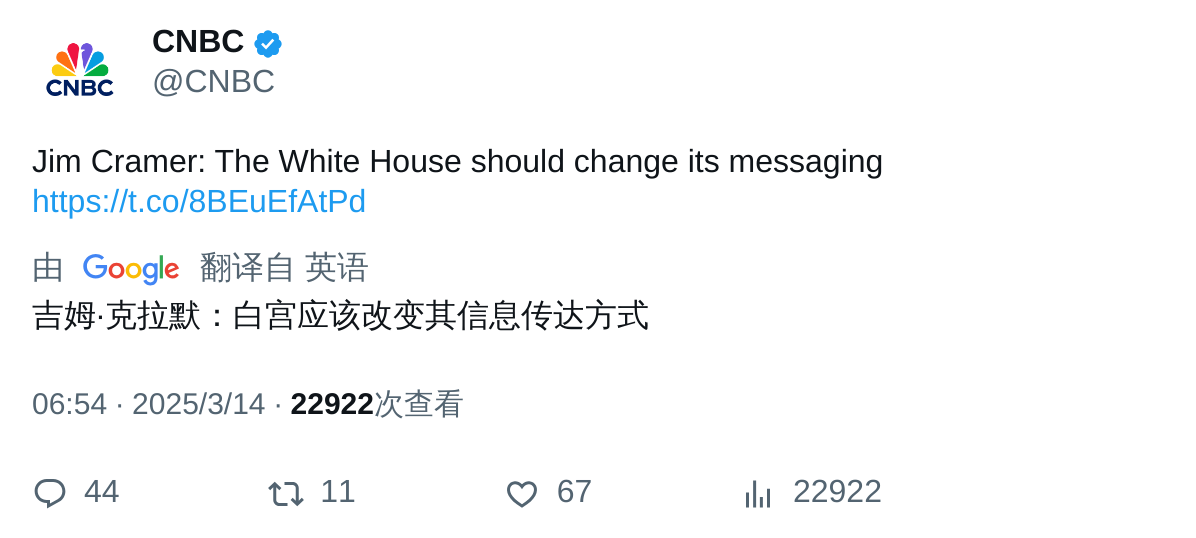 CNBC
CNBC
@CNBC
Jim Cramer: The White House should change its messaging
https://t.co/8BEuEfAtPd
由 Google 翻译自 英语
吉姆·克拉默：白宫应该改变其信息传达方式
06:54 · 2025/3/14 · 22922次查看
44 11 67 22922